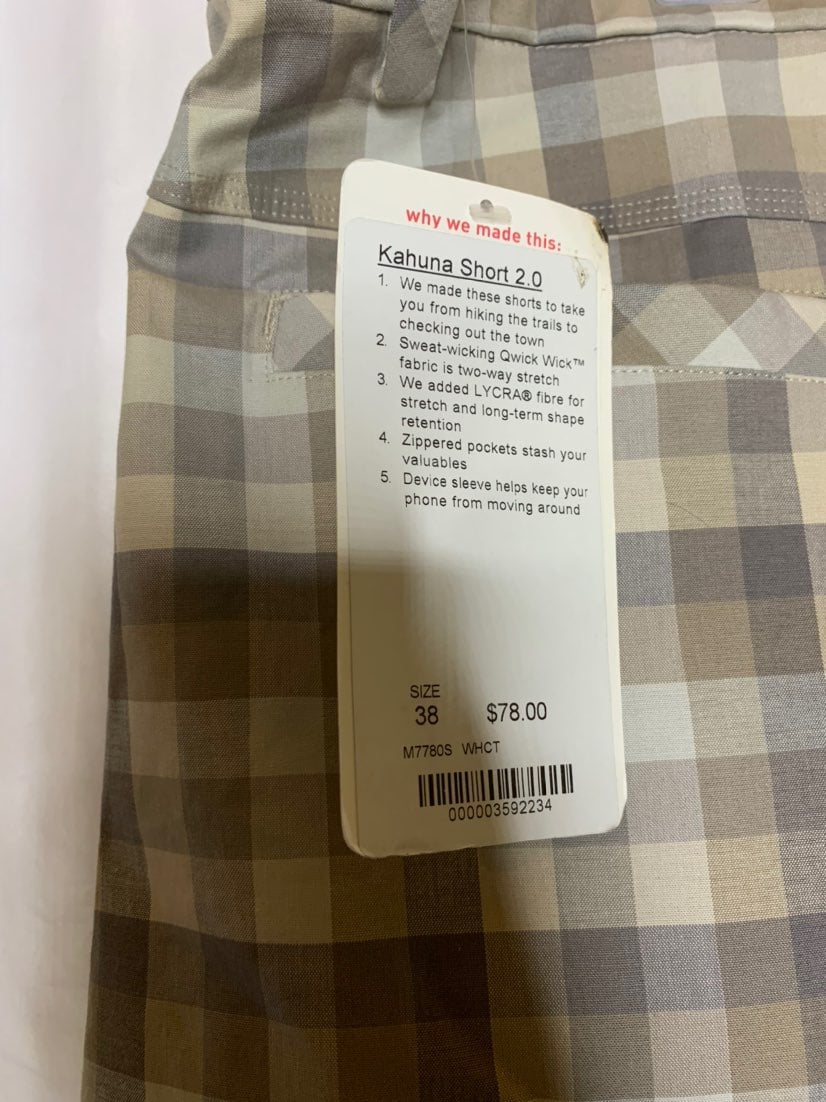 why we made this:
Kahuna Short 2.0
1. We made these shorts to take
you from hiking the trails to
checking out the town
2. Sweat-wicking Qwick Wick™
fabric is two-way stretch
3. We added LYCRA® fibre for
stretch and long-term shape
retention
4. Zippered pockets stash your
valuables
5. Device sleeve helps keep your
phone from moving around
SIZE
38 $78.00
M7780S WHCT
000003592234